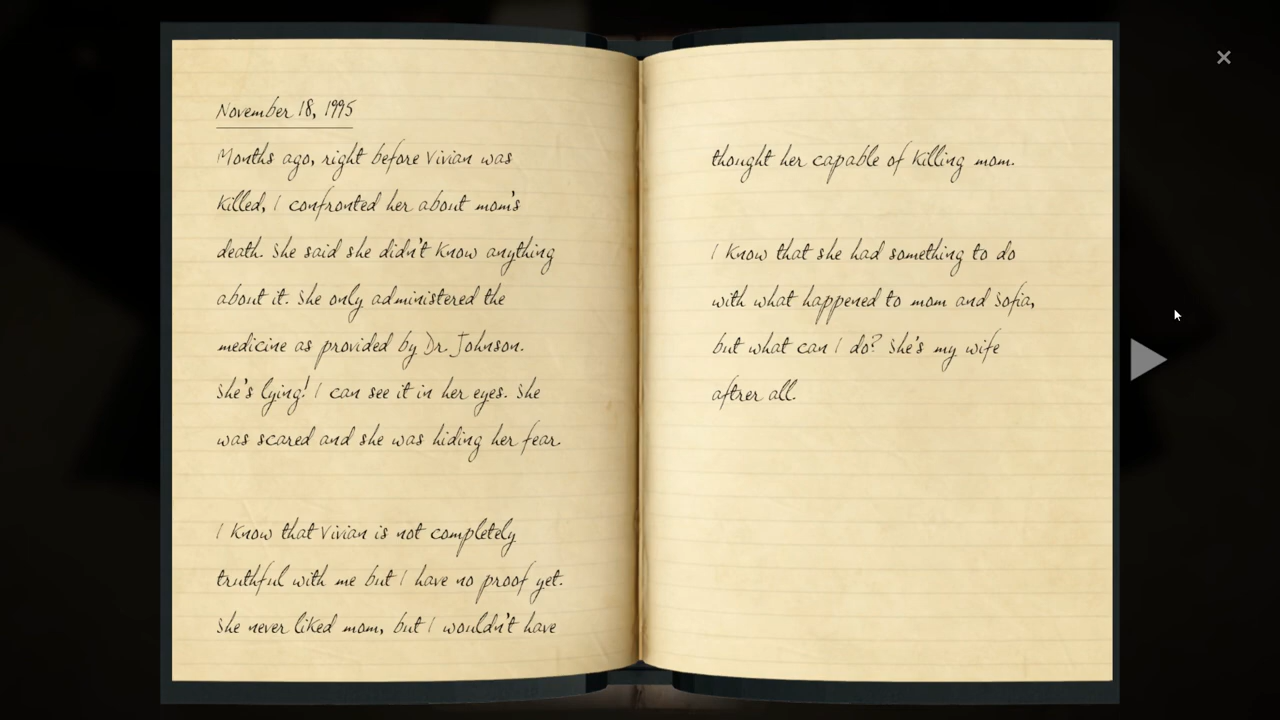 November 18, 1995
Months ago, right before Vivian was
killed, I confronted her about mom's
death. She said she didn't know anything
about it. She only administered the
medicine as provided by Dr. Johnson.
She's lying! I can see it in her eyes. She
was scared and she was hiding her fear.
I know that Vivian is not completely
truthful with me but I have no proof yet.
She never liked mom, but I wouldn't have
thought her capable of killing mom.
I know that she had something to do
with what happened to mom and Sofia,
but what can I do? She's my wife
aftrer all.